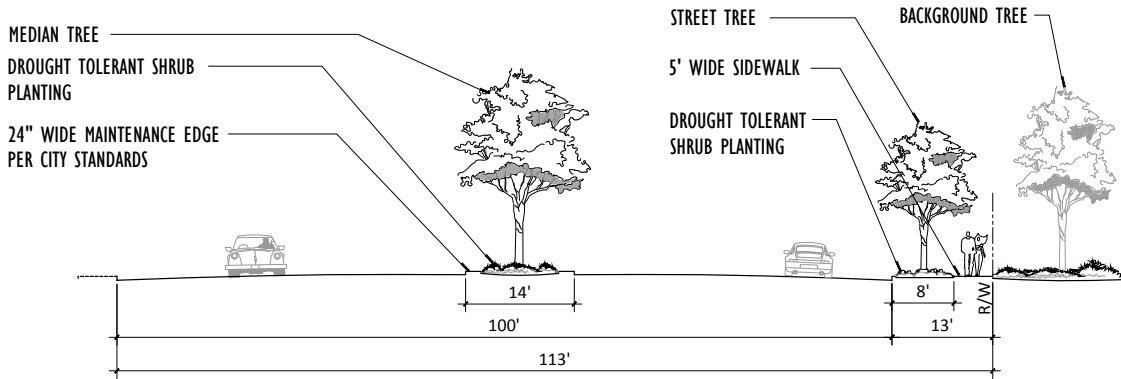 MEDIAN TREE
DROUGHT TOLERANT SHRUB
PLANTING
24" WIDE MAINTENANCE EDGE
PER CITY STANDARDS
STREET TREE
BACKGROUND TREE
5' WIDE SIDEWALK
DROUGHT TOLERANT
SHRUB PLANTING
14'
8'
R/W
100'
13'
113'